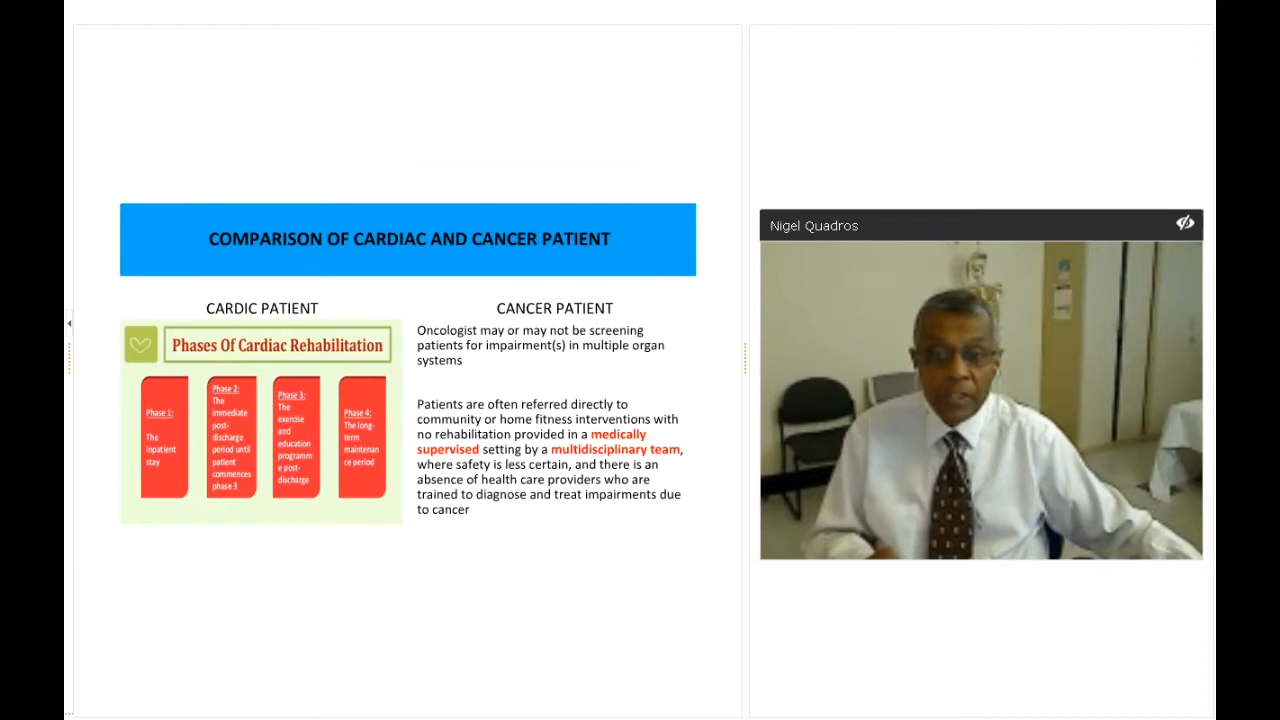 COMPARISON OF CARDIAC AND CANCER PATIENT
CARDIC PATIENT
Phases Of Cardiac Rehabilitation
Phase 1:
The
inpatient
stay
Phase 2:
The
immediate
post-
discharge
period until
patient
commences
phase 3
Phase 3:
The
exercise
and
education
programm
e post-
discharge
Phase 4:
The long-
term
maintenan
ce period
CANCER PATIENT
Oncologist may or may not be screening
patients for impairment(s) in multiple organ
systems
Patients are often referred directly to
community or home fitness interventions with
no rehabilitation provided in a medically
supervised setting by a multidisciplinary team,
where safety is less certain, and there is an
absence of health care providers who are
trained to diagnose and treat impairments due
to cancer
Nigel Quadros